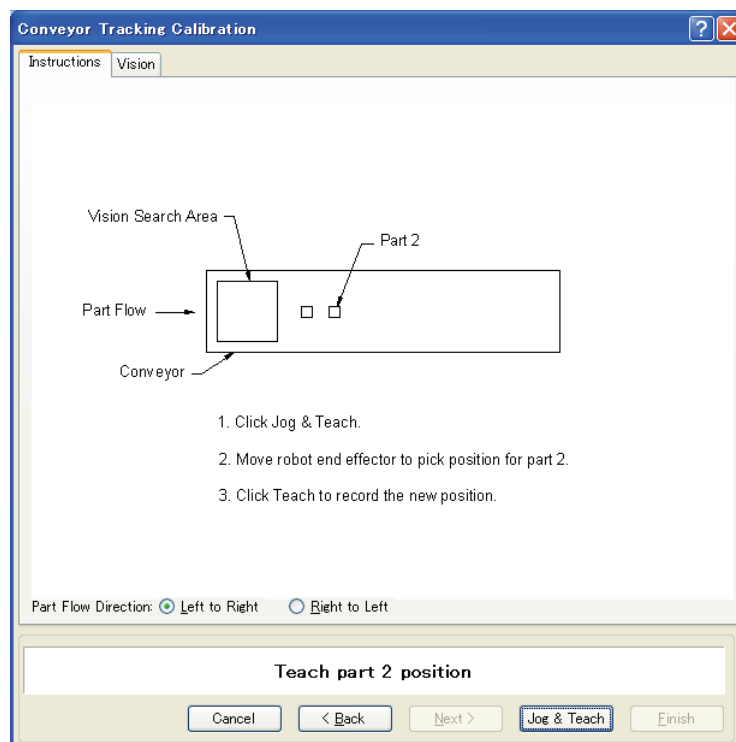 Conveyor Tracking Calibration
Instructions Vision
Vision Search Area
Part 2
Part Flow
Conveyor
1. Click Jog & Teach.
2. Move robot end effector to pick position for part 2.
3. Click Teach to record the new position.
Part Flow Direction: Left to Right Right to Left
Teach part 2 position
Cancel < Back Next > Jog & Teach Finish